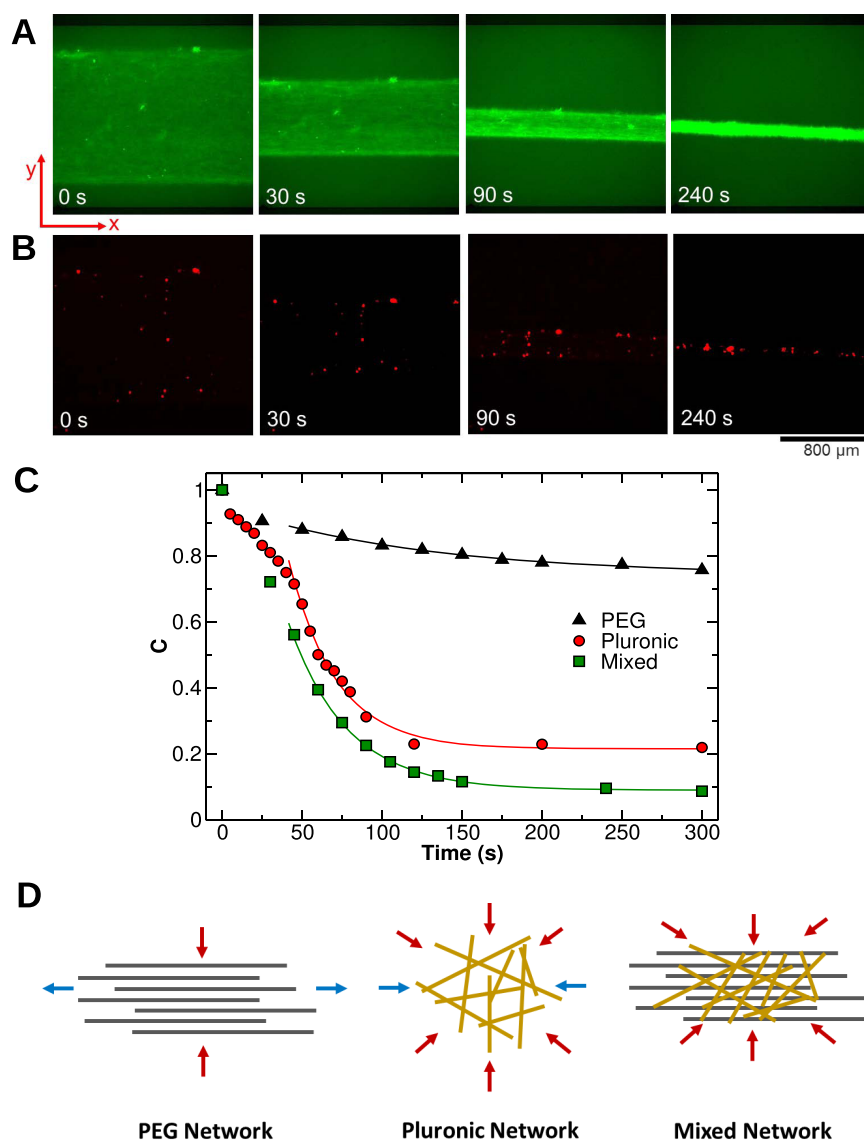 A
y
x
0 s
30 s
90 s
240 s
B
0 s
30 s
90 s
240 s
800 µm
C
C
1
0.8
0.6
0.4
0.2
0
PEG
Pluronic
Mixed
0 50 100 150 200 250 300
Time (s)
D
PEG Network
Pluronic Network
Mixed Network